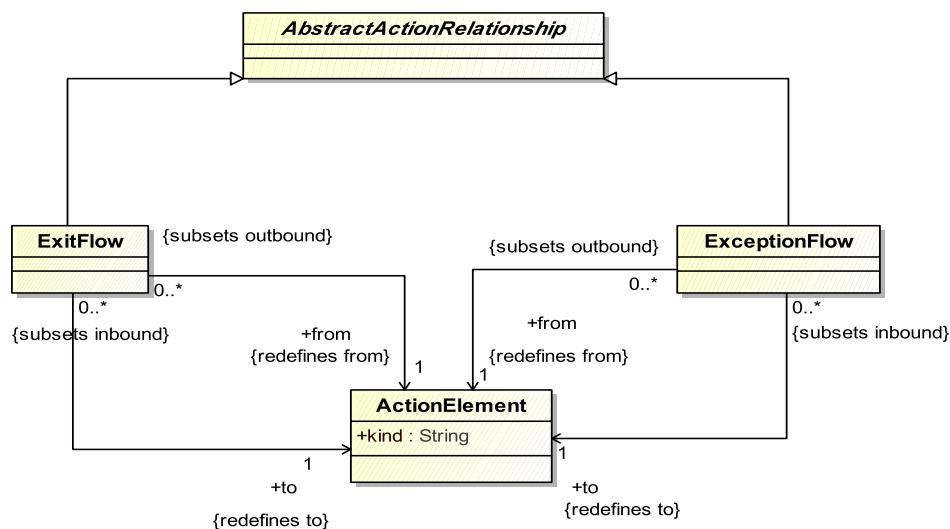 AbstractActionRelationship
ExitFlow
{subsets outbound}
{subsets outbound}
ExceptionFlow
0..*
0..*
0..*
0..*
{subsets inbound}
{subsets inbound}
+from
{redefines from}
+from
{redefines from}
1
1
ActionElement
+kind : String
1
1
+to
{redefines to}
+to
{redefines to}